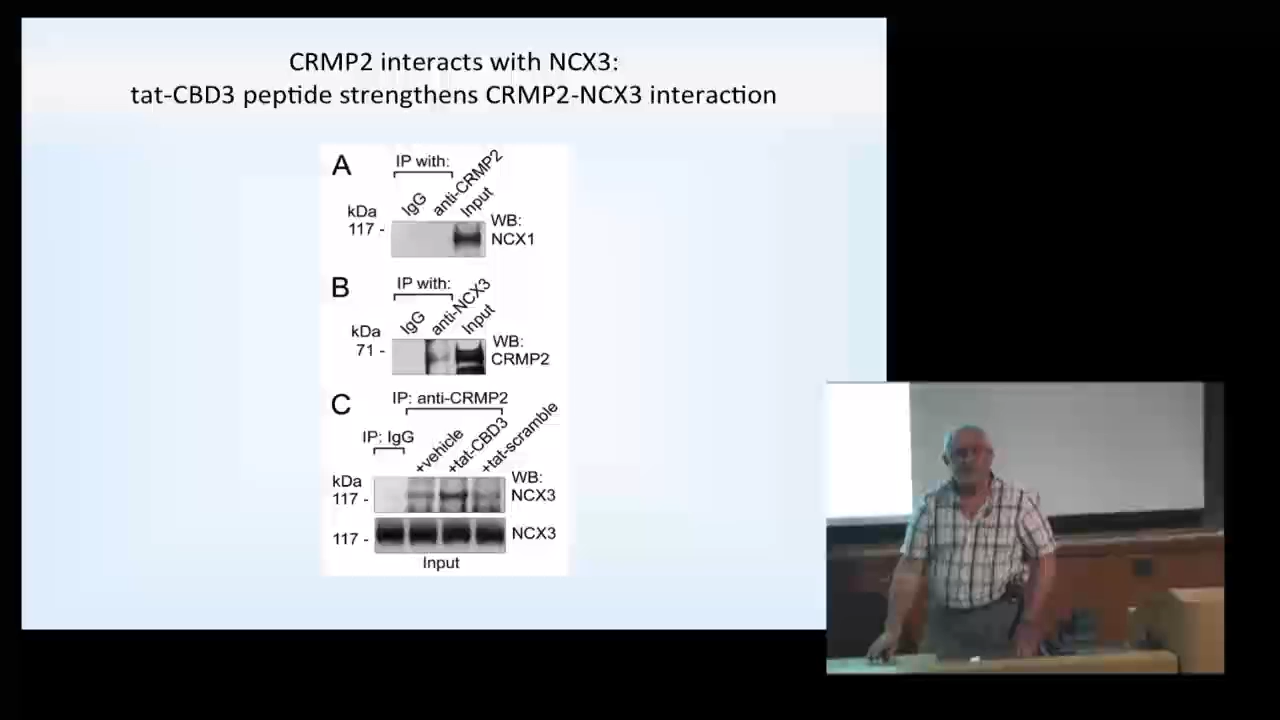 CRMP2 interacts with NCX3:
tat-CBD3 peptide strengthens CRMP2-NCX3 interaction
A
IP with:
IgG
anti-CRMP2
Input
kDa
117 -
WB:
NCX1
B
IP with:
IgG
anti-NCX3
Input
kDa
71 -
WB:
CRMP2
C
IP: anti-CRMP2
IP: IgG
+vehicle
+tat-CBD3
+tat-scramble
kDa
117 -
WB:
NCX3
117 -
NCX3
Input